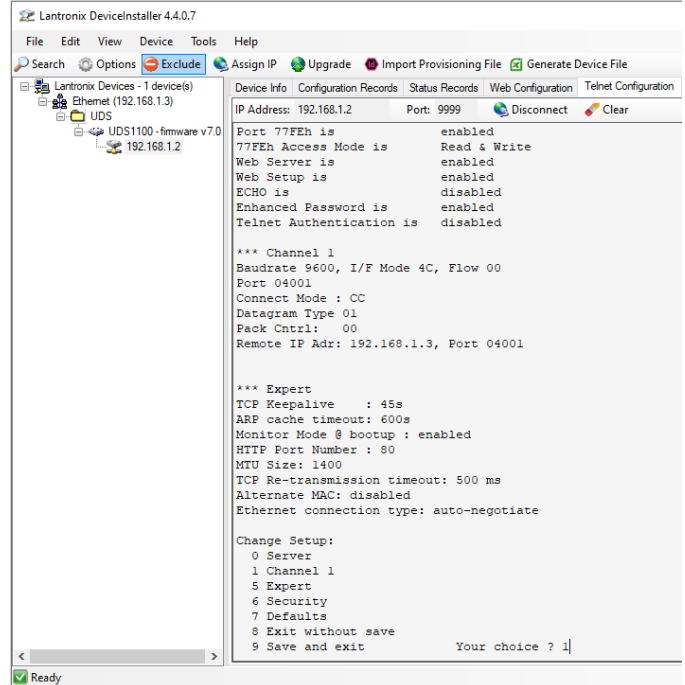 Lantronix DeviceInstaller 4.4.0.7
File Edit View Device Tools Help
Search Options Exclude Assign IP Upgrade Import Provisioning File Generate Device File
Lantronix Devices - 1 device(s)
Ethernet (192.168.1.3)
UDS
UDS1100 - firmware v7.0
192.168.1.2
Device Info Configuration Records Status Records Web Configuration Telnet Configuration
IP Address: 192.168.1.2 Port: 9999 Disconnect Clear
Port 77FEh is enabled
77FEh Access Mode is Read & Write
Web Server is enabled
Web Setup is enabled
ECHO is disabled
Enhanced Password is enabled
Telnet Authentication is disabled
*** Channel 1
Baudrate 9600, I/F Mode 4C, Flow 00
Port 04001
Connect Mode : CC
Datagram Type 01
Pack Cntrl: 00
Remote IP Adr: 192.168.1.3, Port 04001
*** Expert
TCP Keepalive : 45s
ARP cache timeout: 600s
Monitor Mode @ bootup : enabled
HTTP Port Number : 80
MTU Size: 1400
TCP Re-transmission timeout: 500 ms
Alternate MAC: disabled
Ethernet connection type: auto-negotiate
Change Setup:
0 Server
1 Channel 1
5 Expert
6 Security
7 Defaults
8 Exit without save
9 Save and exit Your choice ? 1
Ready